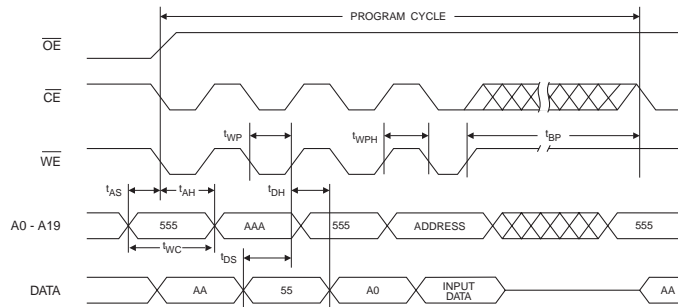 PROGRAM CYCLE
OE
CE
tWP
tWPH
tBP
WE
tAS
tAH
tDH
A0 - A19
555
AAA
555
ADDRESS
555
tWC
tDS
DATA
AA
55
A0
INPUT
DATA
AA